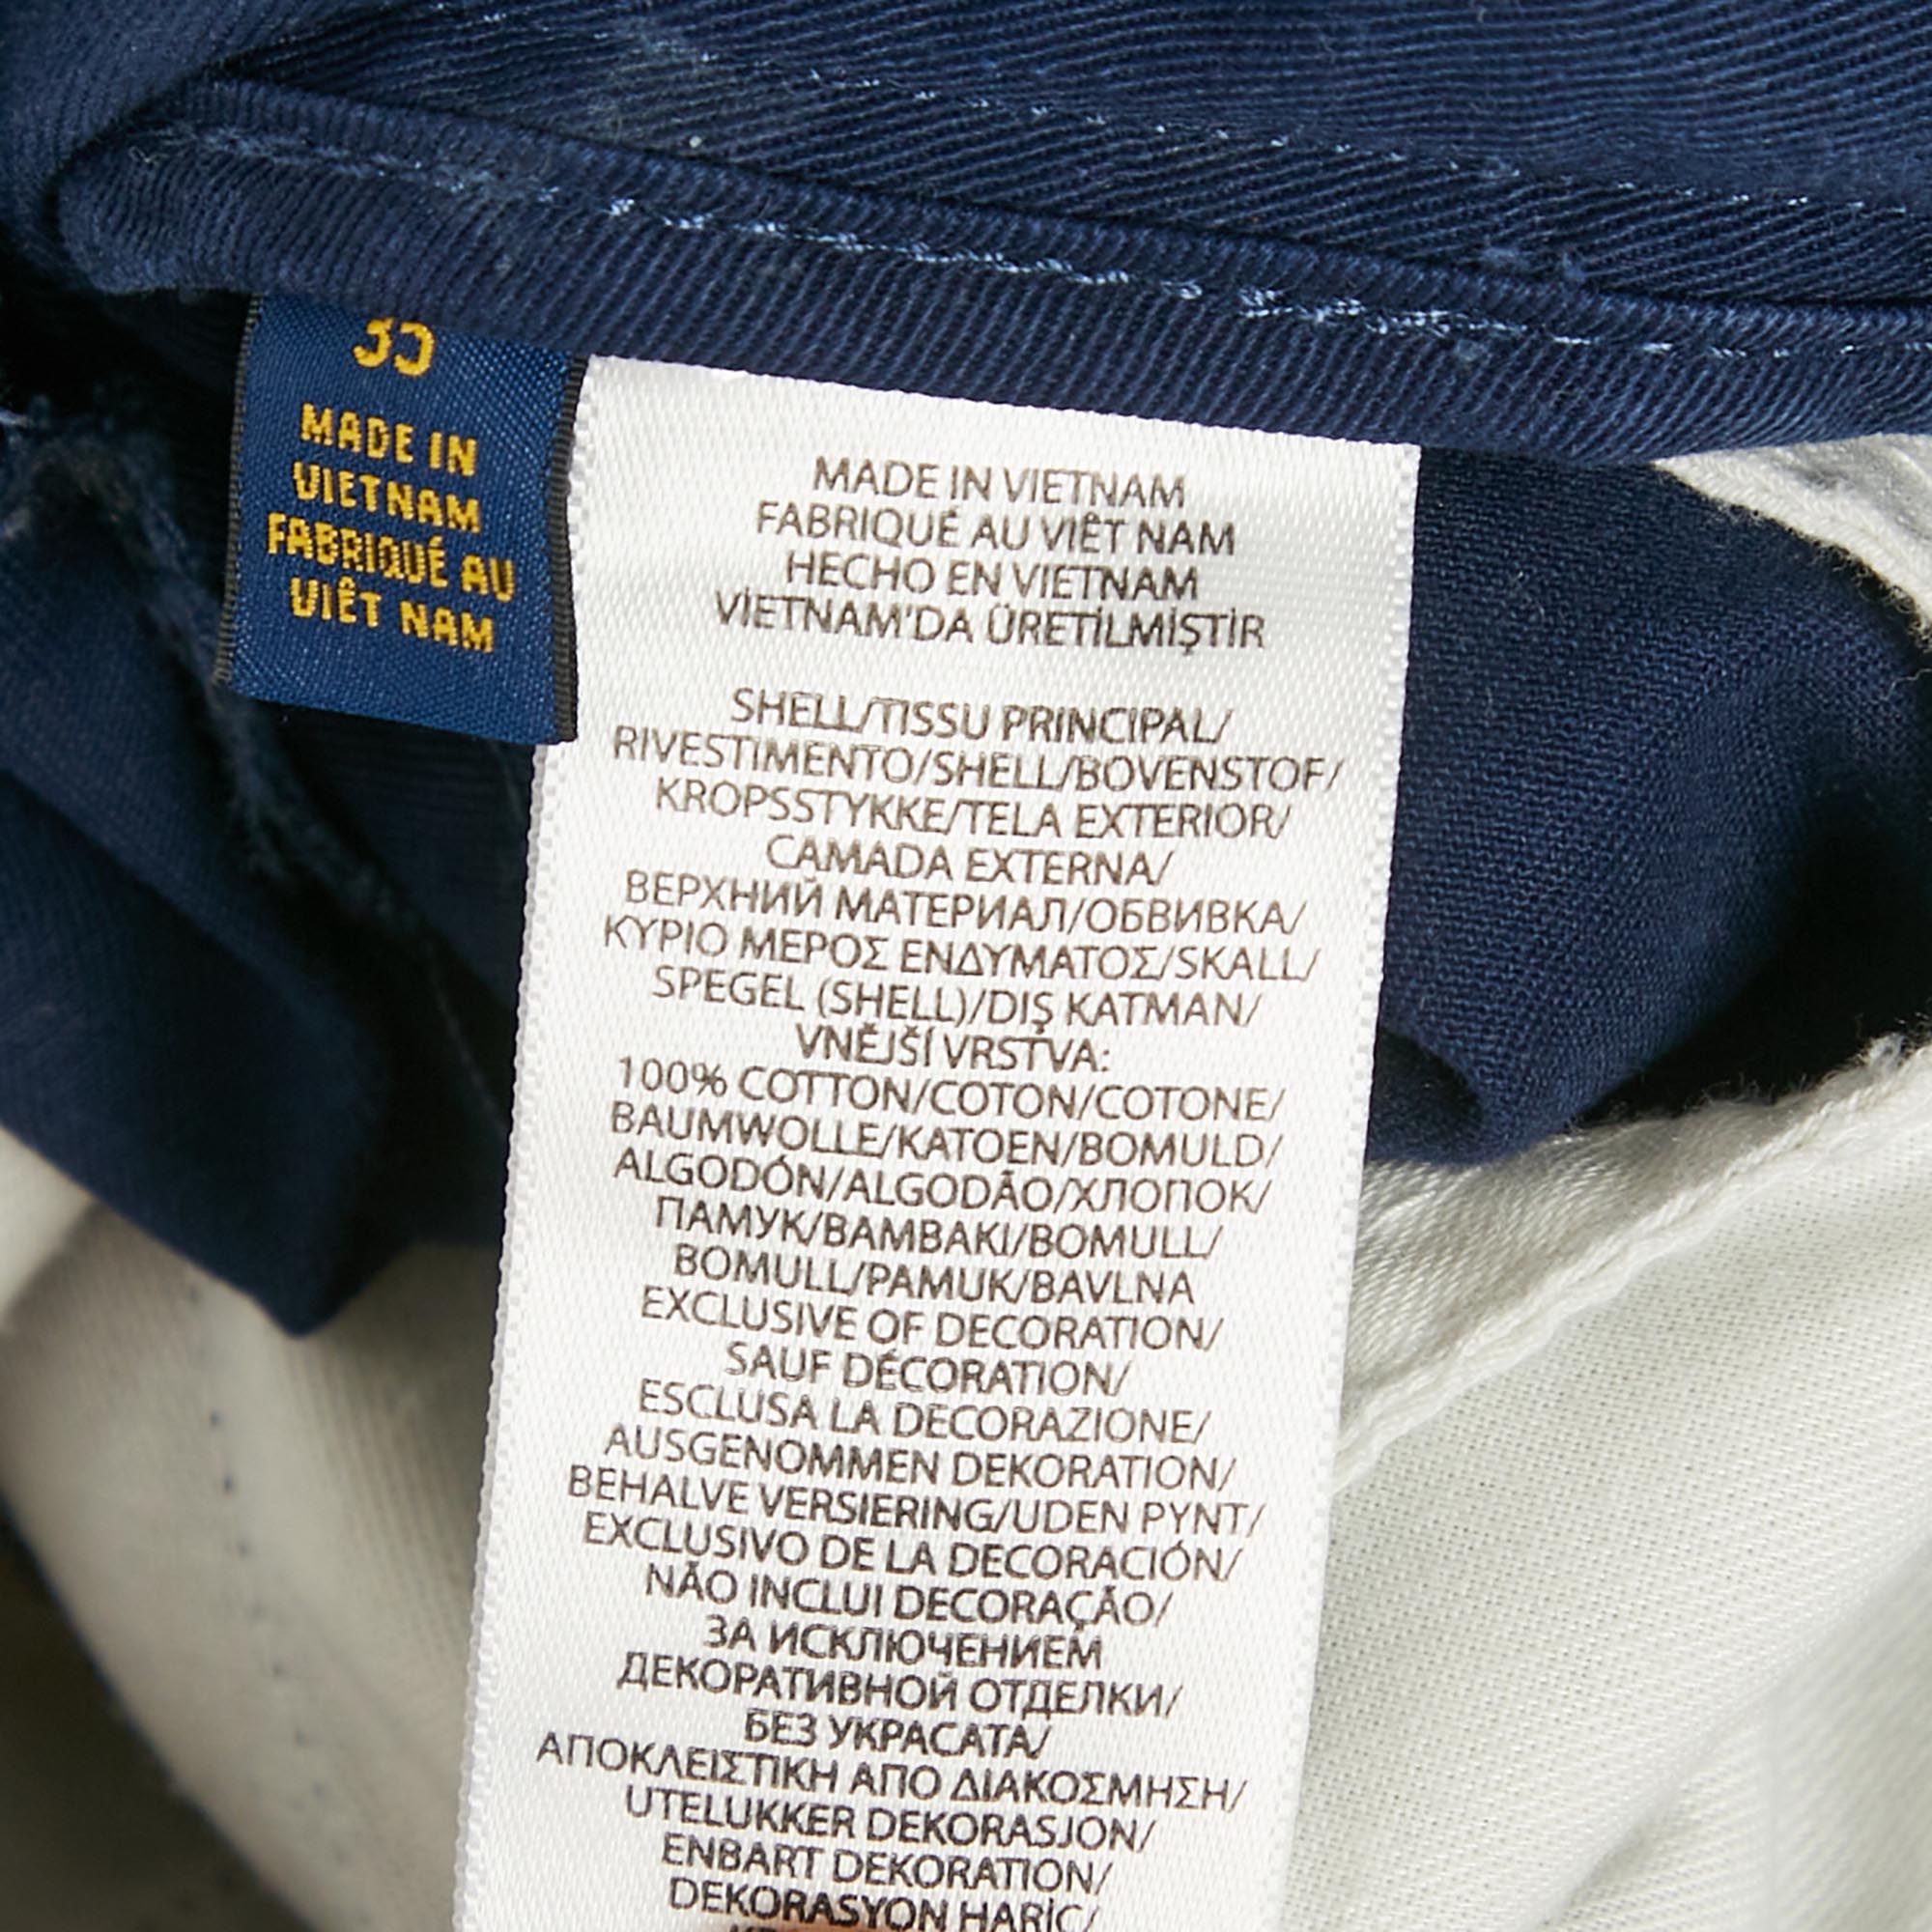 MADE IN
VIETNAM
FABRIQUÉ AU
VIÊT NAM
MADE IN VIETNAM
FABRIQUÉ AU VIÊT NAM
HECHO EN VIETNAM
VİETNAM'DA ÜRETİLMİŞTİR
SHELL/TISSU PRINCIPAL/
RIVESTIMENTO/SHELL/BOVENSTOF/
KROPSSTYKKE/TELA EXTERIOR/
CAMADA EXTERNA/
ВЕРХНИЙ МАТЕРИАЛ/ОБВИВКА/
ΚΥΡΙΟ ΜΕΡΟΣ ΕΝΔΥΜΑΤΟΣ/SKALL/
SPEGEL (SHELL)/DIŞ KATMAN/
VNĚJŠÍ VRSTVA:
100% COTTON/COTON/COTONE/
BAUMWOLLE/KATOEN/BOMULD/
ALGODÓN/ALGODÃO/ХЛОПОК/
ПАМУК/ΒΑΜΒΑΚΙ/BOMULL/
BOMULL/PAMUK/BAVLNA
EXCLUSIVE OF DECORATION/
SAUF DÉCORATION/
ESCLUSA LA DECORAZIONE/
AUSGENOMMEN DEKORATION/
BEHALVE VERSIERING/UDEN PYNT/
EXCLUSIVO DE LA DECORACIÓN/
NÃO INCLUI DECORAÇÃO/
ЗА ИСКЛЮЧЕНИЕМ
ДЕКОРАТИВНОЙ ОТДЕЛКИ/
БЕЗ УКРАСАТА/
ΑΠΟΚΛΕΙΣΤΙΚΗ ΑΠΟ ΔΙΑΚΟΣΜΗΣΗ/
UTELUKKER DEKORASJON/
ENBART DEKORATION/
DEKORASYON HARİÇ/